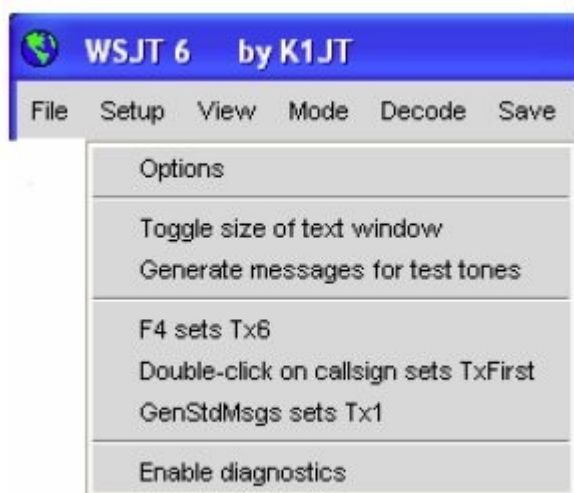 WSJT 6 by K1JT
File Setup View Mode Decode Save
Options
Toggle size of text window
Generate messages for test tones
F4 sets Tx6
Double-click on callsign sets TxFirst
GenStdMsgs sets Tx1
Enable diagnostics